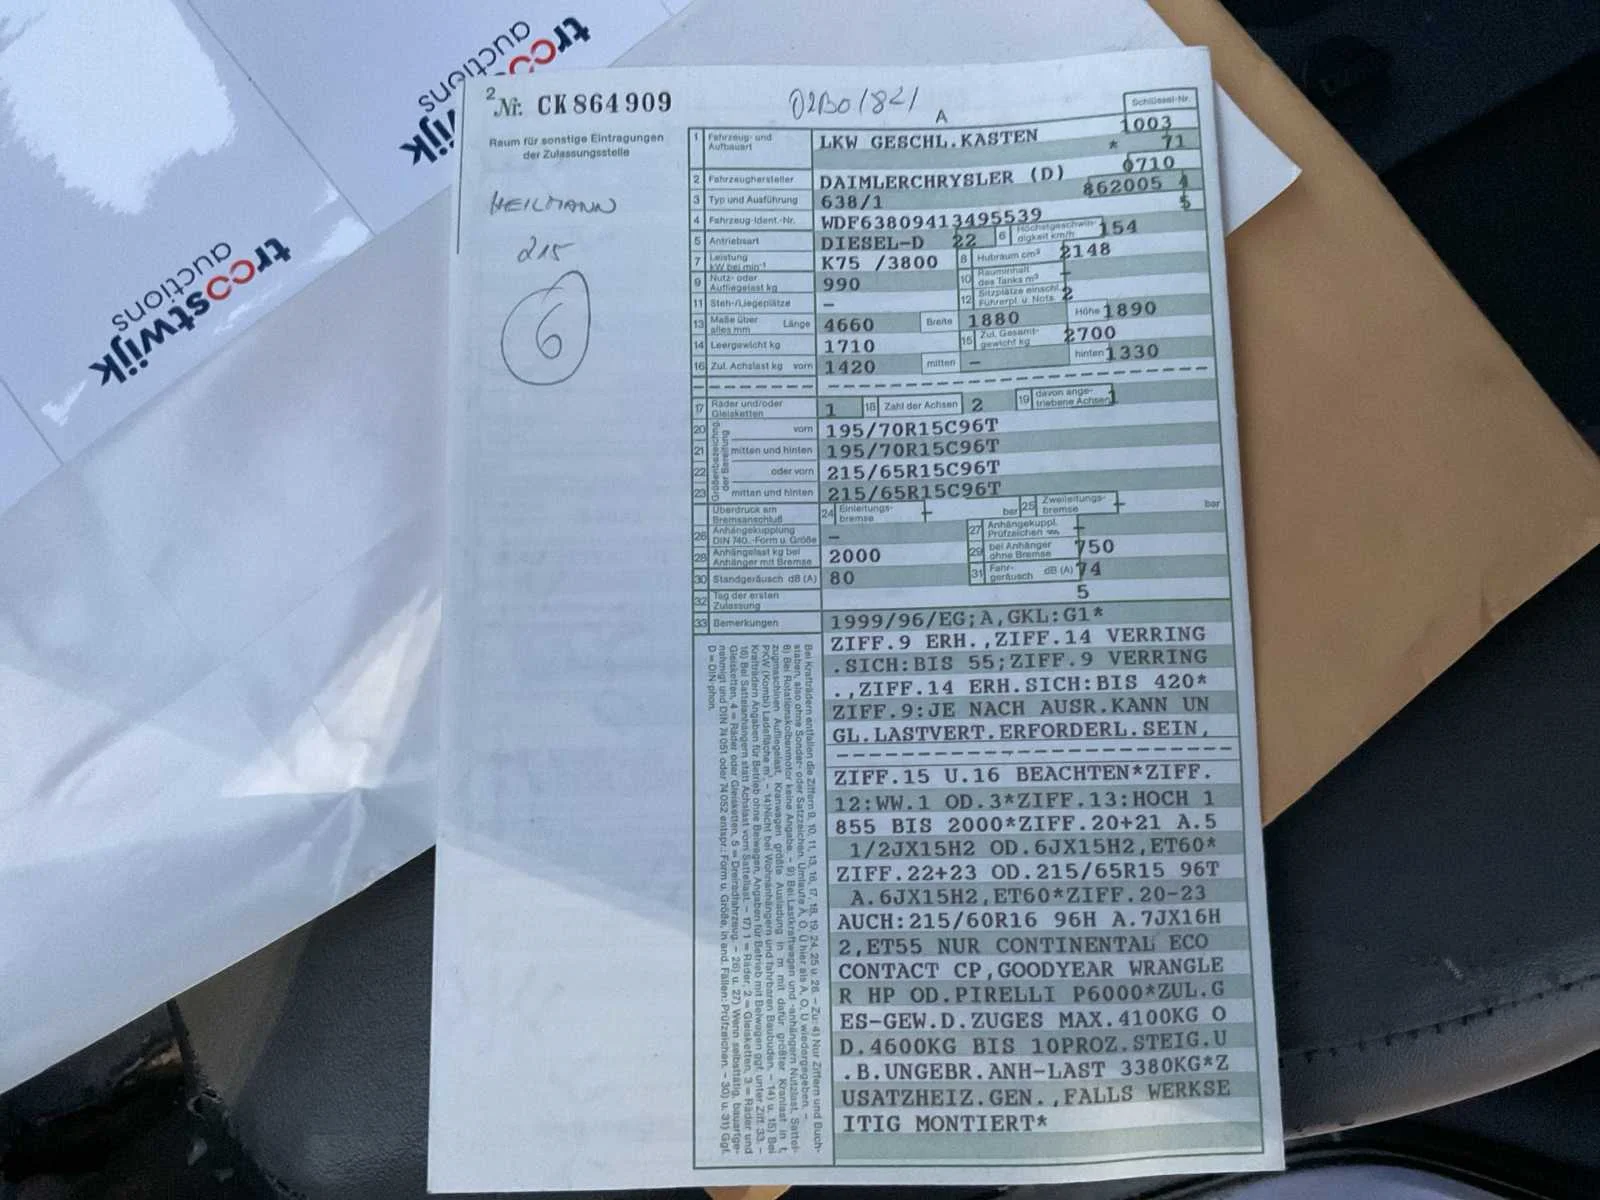 trooswijk
auctions
troostwijk
auctions
2 Nr. CK 864 909
Raum für sonstige Eintragungen
der Zulassungsstelle
HEILMANN
215
6
A
Schlüssel-Nr.
1 Fahrzeug- und Aufbauart LKW GESCHL.KASTEN 1003
* 71
2 Fahrzeughersteller DAIMLERCHRYSLER (D) 0710
3 Typ und Ausführung 638/1 862005 4
4 Fahrzeug-Ident.-Nr. WDF63809413495539 5
5 Antriebsart DIESEL-D 22 6 Höchstgeschwindigkeit km/h 154
7 Leistung kW bei min-1 K75 /3800 8 Hubraum cm³ 2148
9 Nutz- oder Aufliegelast kg 990 10 Rauminhalt des Tanks m³ -
11 Steh-/Liegeplätze - 12 Sitzplätze einschl. Führerpl. u. Nots. 2
13 Maße über alles mm Länge 4660 Breite 1880 Höhe 1890
14 Leergewicht kg 1710 15 Zul. Gesamtgewicht kg 2700
16 Zul. Achslast kg vorn 1420 mitten - hinten 1330
17 Räder und/oder Gleisketten 1 18 Zahl der Achsen 2 19 davon angetriebene Achsen 1
20 vorn 195/70R15C96T
21 mitten und hinten 195/70R15C96T
22 oder vorn 215/65R15C96T
23 mitten und hinten 215/65R15C96T
Größenbezeichnung der Bereifung
Überdruck am Bremsanschluß 24 Einleitungsbremse - bar 25 Zweileitungsbremse - bar
26 Anhängekupplung DIN 740..-Form u. Größe - 27 Anhängekuppl. Prüfzeichen -
28 Anhängelast kg bei Anhänger mit Bremse 2000 29 bei Anhänger ohne Bremse 750
30 Standgeräusch dB (A) 80 31 Fahrgeräusch dB (A) 74
32 Tag der ersten Zulassung 5
33 Bemerkungen 1999/96/EG;A,GKL:G1*
ZIFF.9 ERH.,ZIFF.14 VERRING
.SICH:BIS 55;ZIFF.9 VERRING
.,ZIFF.14 ERH.SICH:BIS 420*
ZIFF.9:JE NACH AUSR.KANN UN
GL.LASTVERT.ERFORDERL.SEIN,
ZIFF.15 U.16 BEACHTEN*ZIFF.
12:WW.1 OD.3*ZIFF.13:HOCH 1
855 BIS 2000*ZIFF.20+21 A.5
1/2JX15H2 OD.6JX15H2,ET60*
ZIFF.22+23 OD.215/65R15 96T
A.6JX15H2,ET60*ZIFF.20-23
AUCH:215/60R16 96H A.7JX16H
2,ET55 NUR CONTINENTAL ECO
CONTACT CP,GOODYEAR WRANGLE
R HP OD.PIRELLI P6000*ZUL.G
ES-GEW.D.ZUGES MAX.4100KG O
D.4600KG BIS 10PROZ.STEIG.U
.B.UNGEBR.ANH-LAST 3380KG*Z
USATZHEIZ.GEN.,FALLS WERKSE
ITIG MONTIERT*